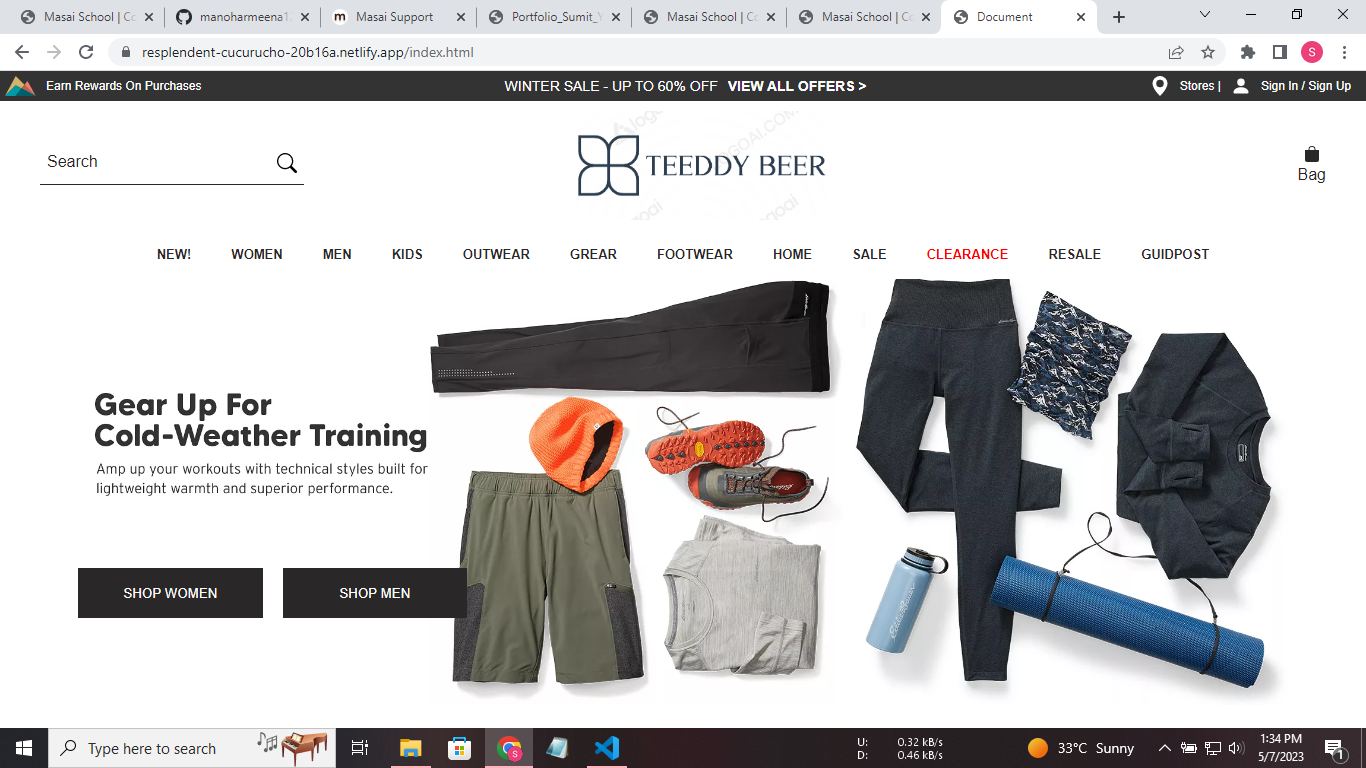 Masai School | Co
manoharmeena1
Masai Support
Portfolio_Sumit_Y
Masai School | Co
Masai School | Co
Document
resplendent-cucurucho-20b16a.netlify.app/index.html
S
Earn Rewards On Purchases
WINTER SALE - UP TO 60% OFF VIEW ALL OFFERS >
Stores |
Sign In / Sign Up
Search
TEEDDY BEER
Bag
NEW! WOMEN MEN KIDS OUTWEAR GREAR FOOTWEAR HOME SALE CLEARANCE RESALE GUIDPOST
Gear Up For
Cold-Weather Training
Amp up your workouts with technical styles built for
lightweight warmth and superior performance.
SHOP WOMEN
SHOP MEN
Type here to search
U: 0.32 kB/s
D: 0.46 kB/s
33°C Sunny
1:34 PM
5/7/2023
1